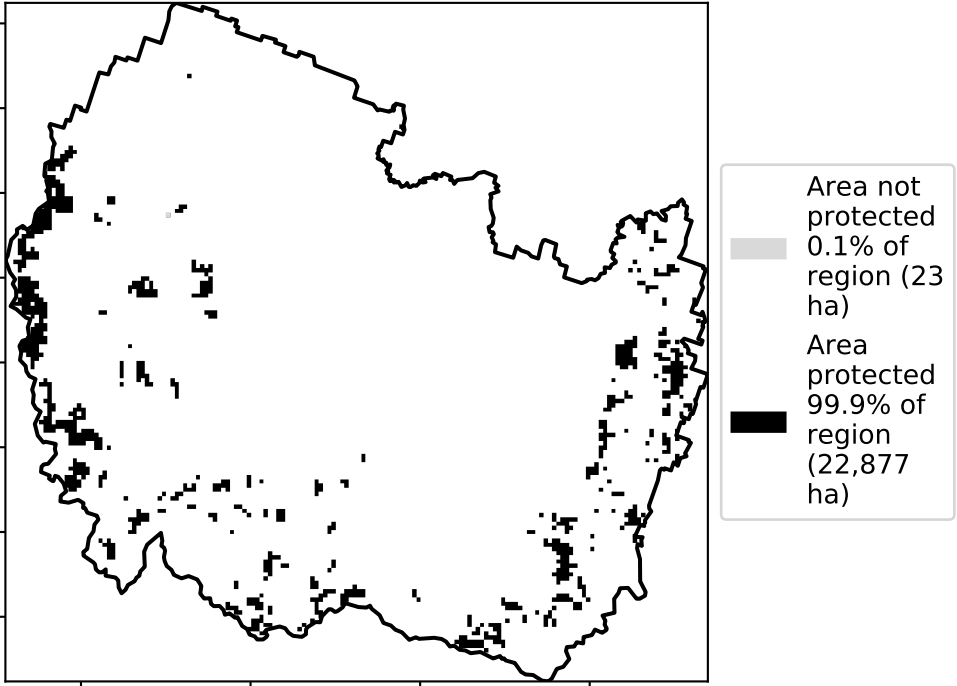 Area not
protected
0.1% of
region (23
ha)
Area
protected
99.9% of
region
(22,877
ha)